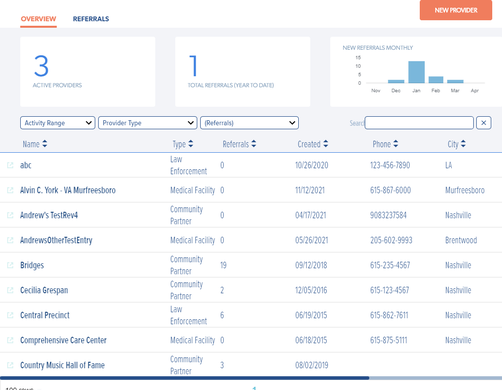 NEW PROVIDER
OVERVIEW REFERRALS
3
ACTIVE PROVIDERS
1
TOTAL REFERRALS (YEAR TO DATE)
NEW REFERRALS MONTHLY
15
10
5
0
Nov Dec Jan Feb Mar Apr
Activity Range Provider Type (Referrals) Search
Name Type Referrals Created Phone City
abc Law Enforcement 0 10/26/2020 123-456-7890 LA
Alvin C. York - VA Murfreesboro Medical Facility 0 11/12/2021 615-867-6000 Murfreesboro
Andrew's TestRev4 Community Partner 0 04/17/2021 9083237584 Nashville
AndrewsOtherTestEntry Medical Facility 0 05/26/2021 205-602-9993 Brentwood
Bridges Community Partner 19 09/12/2018 615-235-4567 Nashville
Cecilia Grespan Community Partner 2 12/05/2016 615-123-4567 Nashville
Central Precinct Law Enforcement 6 06/19/2015 615-862-7611 Nashville
Comprehensive Care Center Medical Facility 0 06/18/2015 615-875-5111 Nashville
Country Music Hall of Fame Community Partner 3 08/02/2019